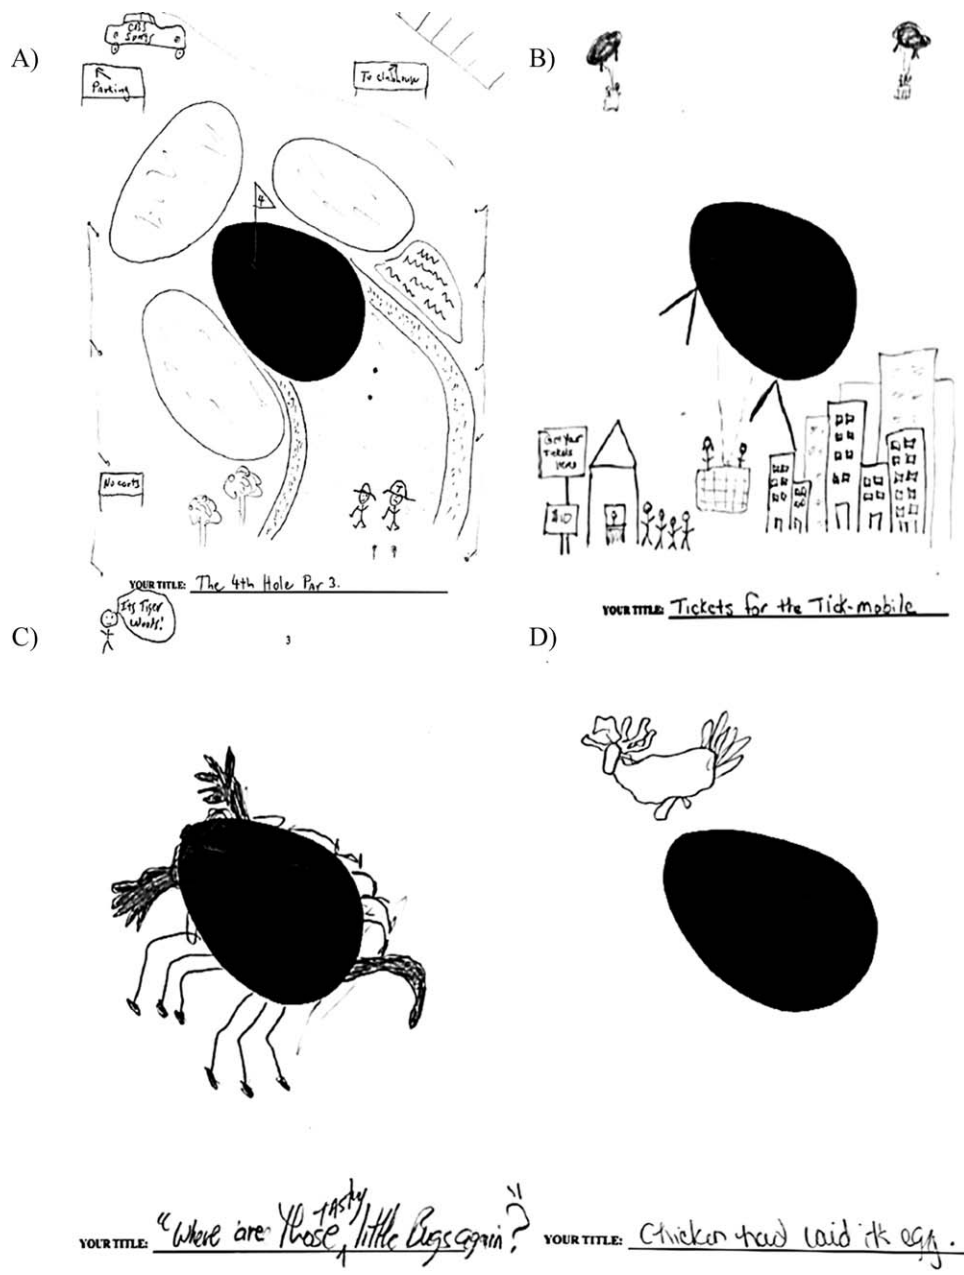 A)
CBS
SPORTS
Parking
To clubhouse
4
No carts
YOUR TITLE: The 4th Hole Par 3.
Its Tiger
Woods!
3
B)
Get Your
Tickets
Here
$10
YOUR TITLE: Tickets for the Tick-mobile
C)
YOUR TITLE: "Where are Those TAsty little Bugs again?"
D)
YOUR TITLE: Chicken had laid it's egg.